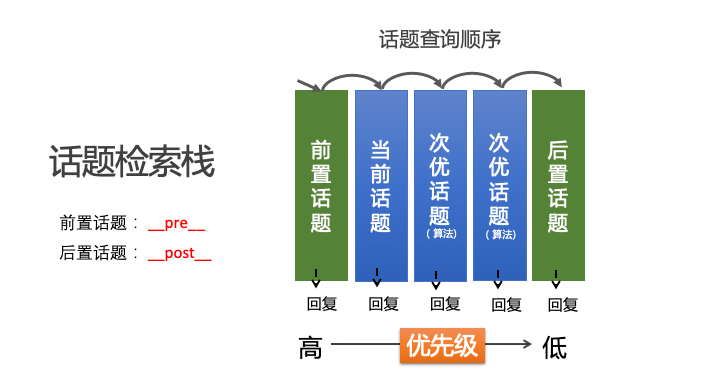 话题查询顺序
话题检索栈
前置话题： __pre__
后置话题： __post__
前置话题
当前话题
次优话题
（算法）
次优话题
（算法）
后置话题
回复
回复
回复
回复
回复
高
优先级
低